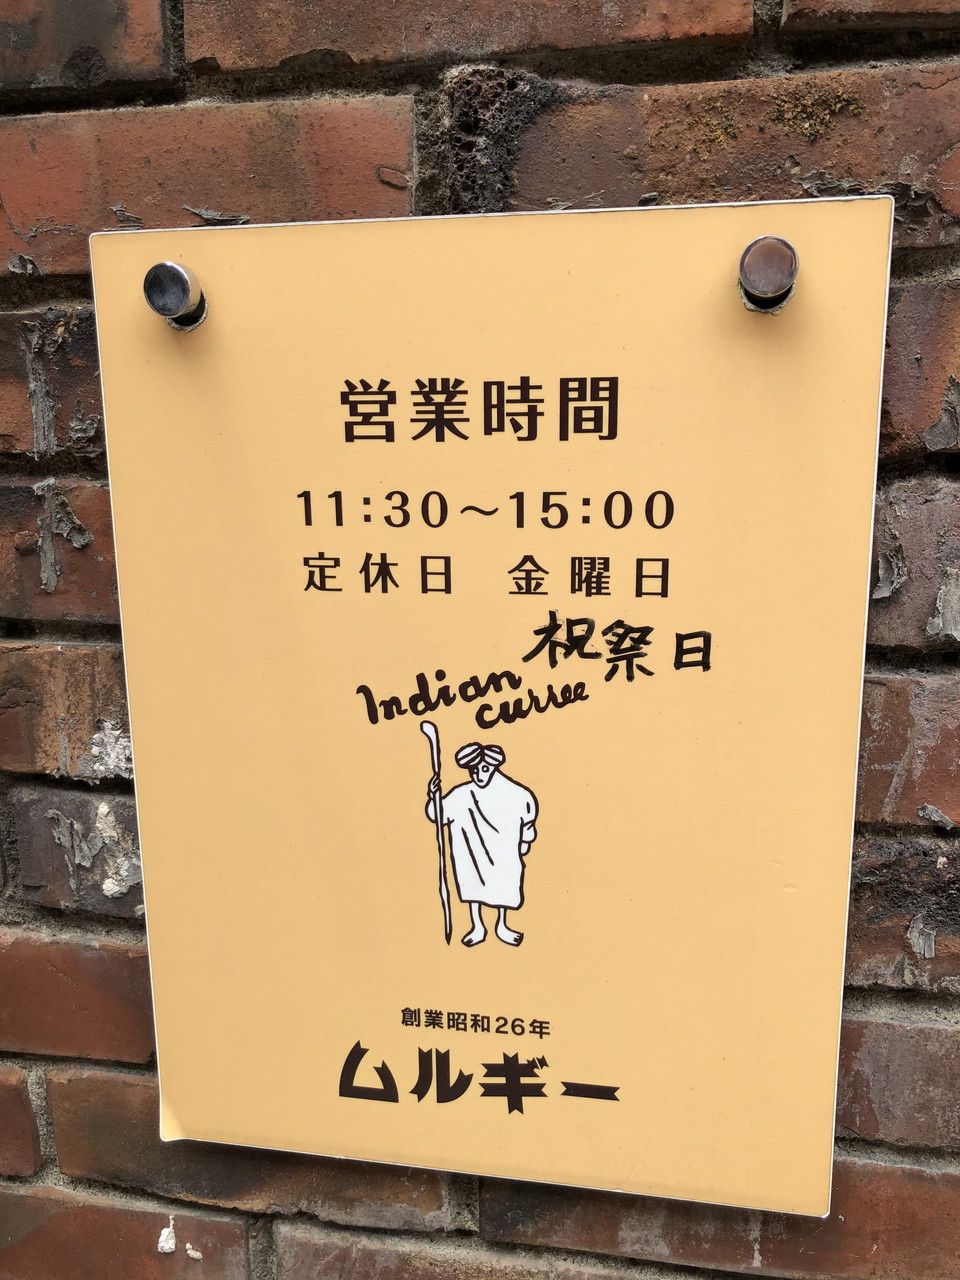 営業時間
11:30～15:00
定休日 金曜日
祝祭日
Indian
curree
創業昭和26年
ムルギー